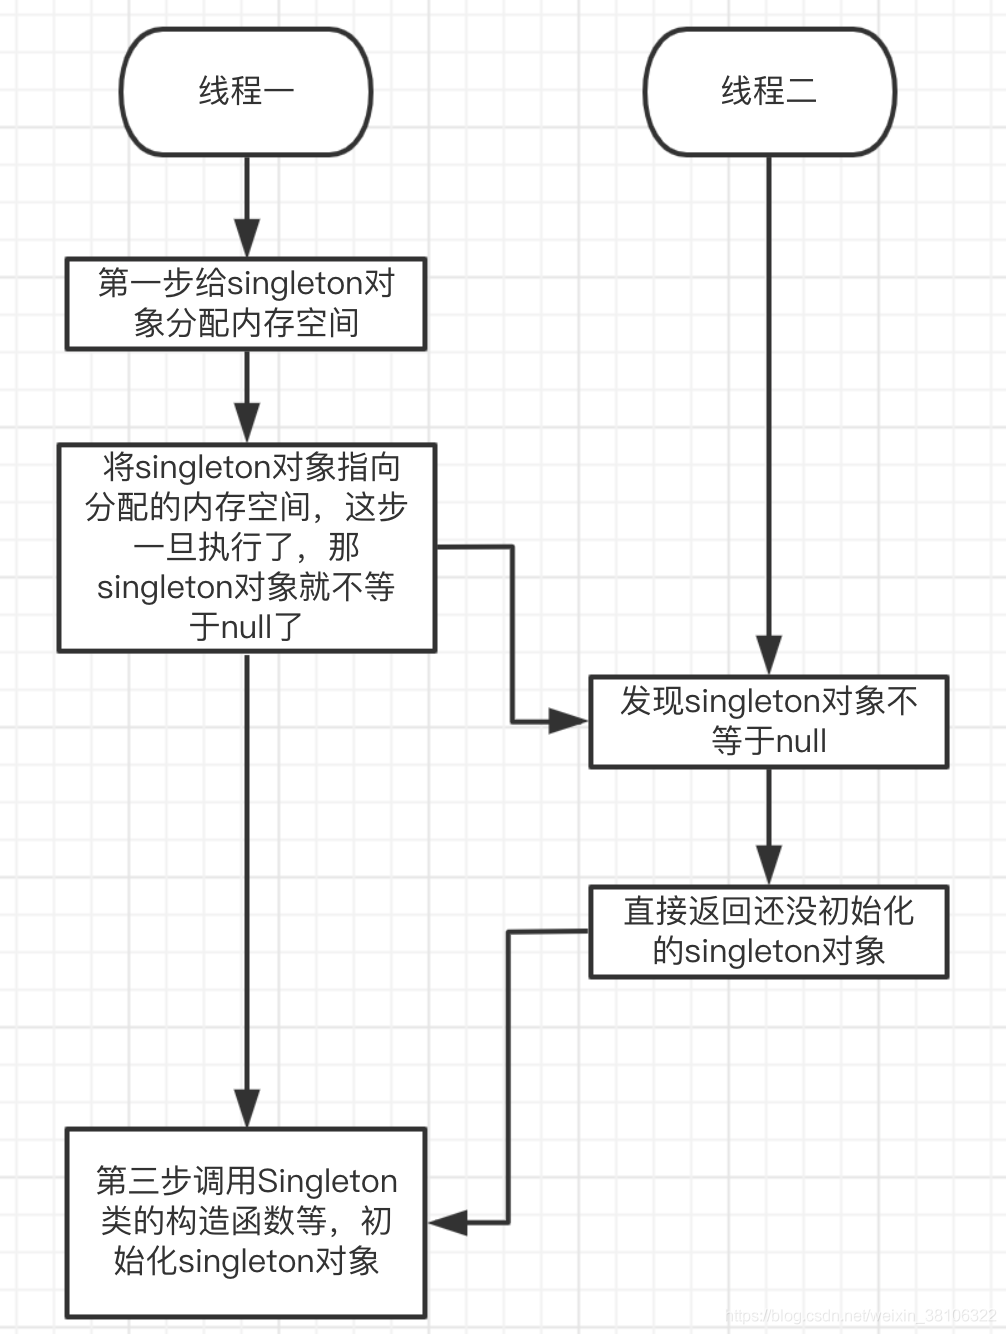 线程一
线程二
第一步给singleton对
象分配内存空间
将singleton对象指向
分配的内存空间，这步
一旦执行了，那
singleton对象就不等
于null了
发现singleton对象不
等于null
直接返回还没初始化
的singleton对象
第三步调用Singleton
类的构造函数等，初
始化singleton对象
https://blog.csdn.net/weixin_38106322